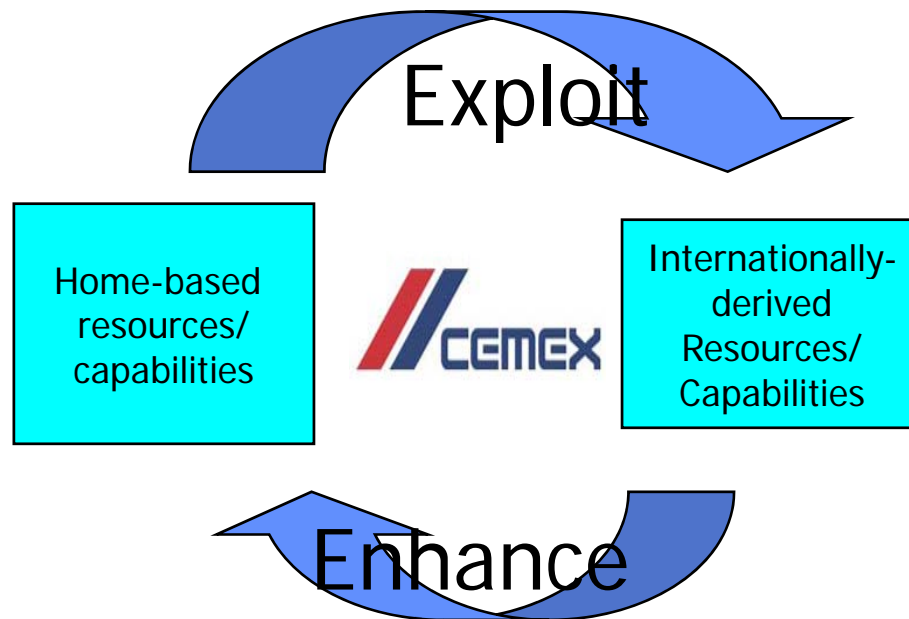 Exploit
Home-based
resources/
capabilities
CEMEX
Internationally-
derived
Resources/
Capabilities
Enhance